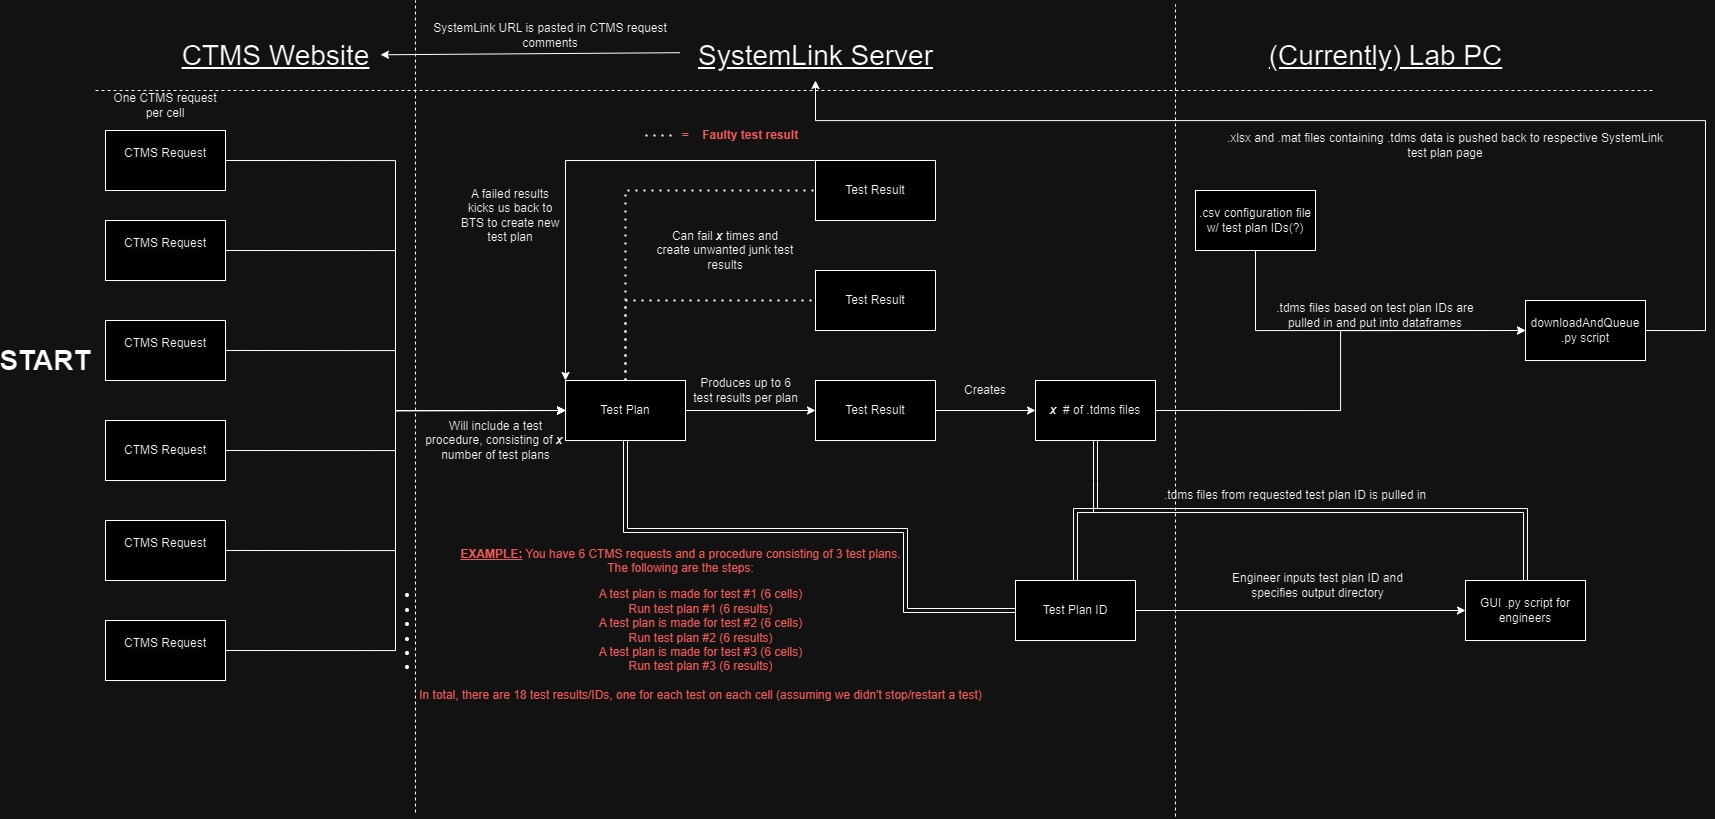 SystemLink URL is pasted in CTMS request
comments
CTMS Website
SystemLink Server
(Currently) Lab PC
One CTMS request
per cell
CTMS Request
CTMS Request
CTMS Request
CTMS Request
CTMS Request
CTMS Request
START
.... = Faulty test result
A failed results
kicks us back to
BTS to create new
test plan
Can fail x times and
create unwanted junk test
results
Test Result
Test Result
Test Plan
Produces up to 6
test results per plan
Test Result
Creates
x # of .tdms files
Will include a test
procedure, consisting of x
number of test plans
.xlsx and .mat files containing .tdms data is pushed back to respective SystemLink
test plan page
.csv configuration file
w/ test plan IDs(?)
.tdms files based on test plan IDs are
pulled in and put into dataframes
downloadAndQueue
.py script
.tdms files from requested test plan ID is pulled in
EXAMPLE: You have 6 CTMS requests and a procedure consisting of 3 test plans.
The following are the steps:
A test plan is made for test #1 (6 cells)
Run test plan #1 (6 results)
A test plan is made for test #2 (6 cells)
Run test plan #2 (6 results)
A test plan is made for test #3 (6 cells)
Run test plan #3 (6 results)
In total, there are 18 test results/IDs, one for each test on each cell (assuming we didn't stop/restart a test)
Test Plan ID
Engineer inputs test plan ID and
specifies output directory
GUI .py script for
engineers